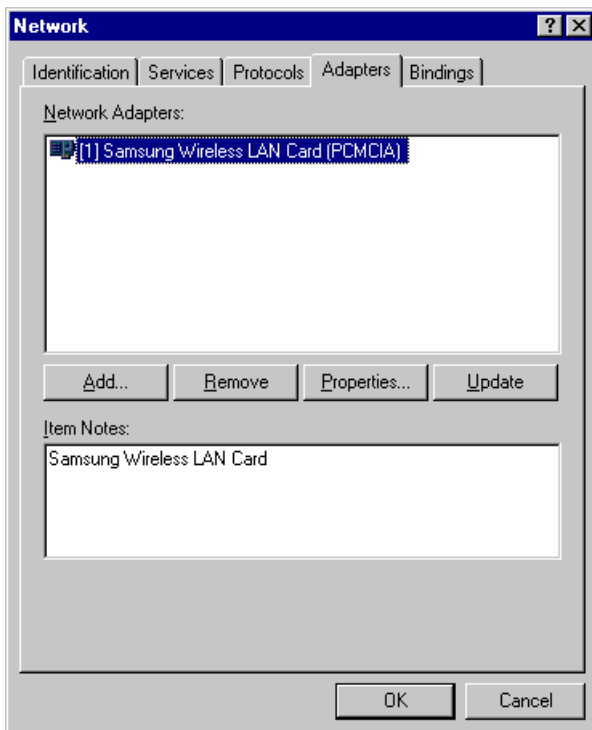 Network
Identification Services Protocols Adapters Bindings
Network Adapters:
[1] Samsung Wireless LAN Card (PCMCIA)
Add... Remove Properties... Update
Item Notes:
Samsung Wireless LAN Card
OK Cancel